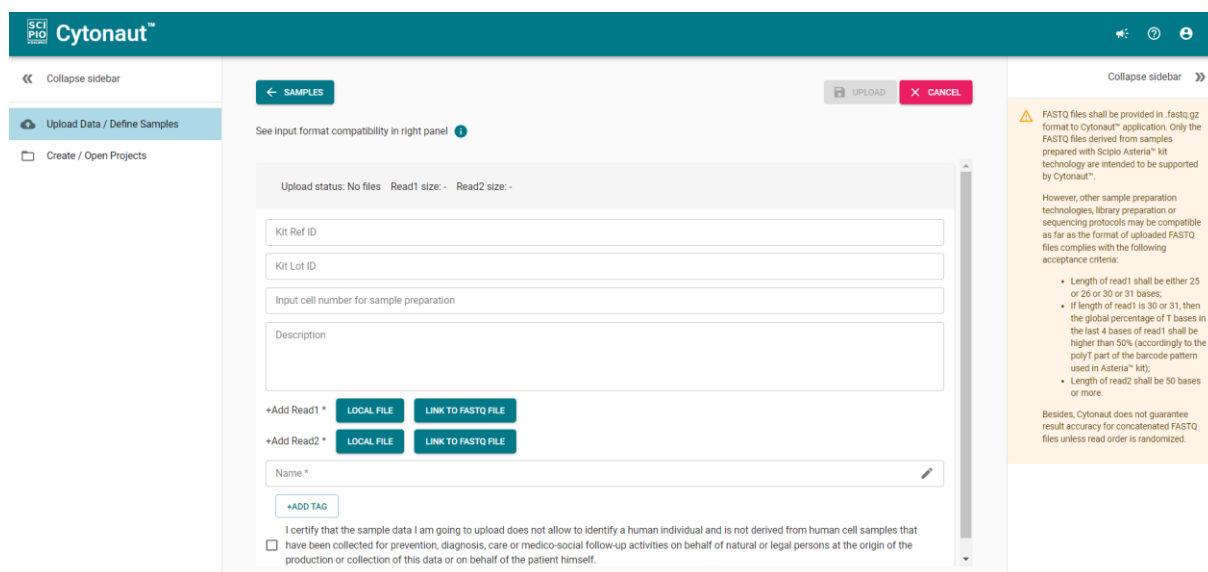 SCI
PIO
Cytonaut™
Collapse sidebar
Upload Data / Define Samples
Create / Open Projects
SAMPLES
UPLOAD
CANCEL
See input format compatibility in right panel
Upload status: No files Read1 size: - Read2 size: -
Kit Ref ID
Kit Lot ID
Input cell number for sample preparation
Description
+Add Read1 * LOCAL FILE LINK TO FASTQ FILE
+Add Read2 * LOCAL FILE LINK TO FASTQ FILE
Name *
+ADD TAG
I certify that the sample data I am going to upload does not allow to identify a human individual and is not derived from human cell samples that
have been collected for prevention, diagnosis, care or medico-social follow-up activities on behalf of natural or legal persons at the origin of the
production or collection of this data or on behalf of the patient himself.
Collapse sidebar
FASTQ files shall be provided in .fastq.gz
format to Cytonaut™ application. Only the
FASTQ files derived from samples
prepared with Scipio Asteria™ kit
technology are intended to be supported
by Cytonaut™.
However, other sample preparation
technologies, library preparation or
sequencing protocols may be compatible
as far as the format of uploaded FASTQ
files complies with the following
acceptance criteria:
• Length of read1 shall be either 25
or 26 or 30 or 31 bases;
• If length of read1 is 30 or 31, then
the global percentage of T bases in
the last 4 bases of read1 shall be
higher than 50% (accordingly to the
polyT part of the barcode pattern
used in Asteria™ kit);
• Length of read2 shall be 50 bases
or more.
Besides, Cytonaut does not guarantee
result accuracy for concatenated FASTQ
files unless read order is randomized.